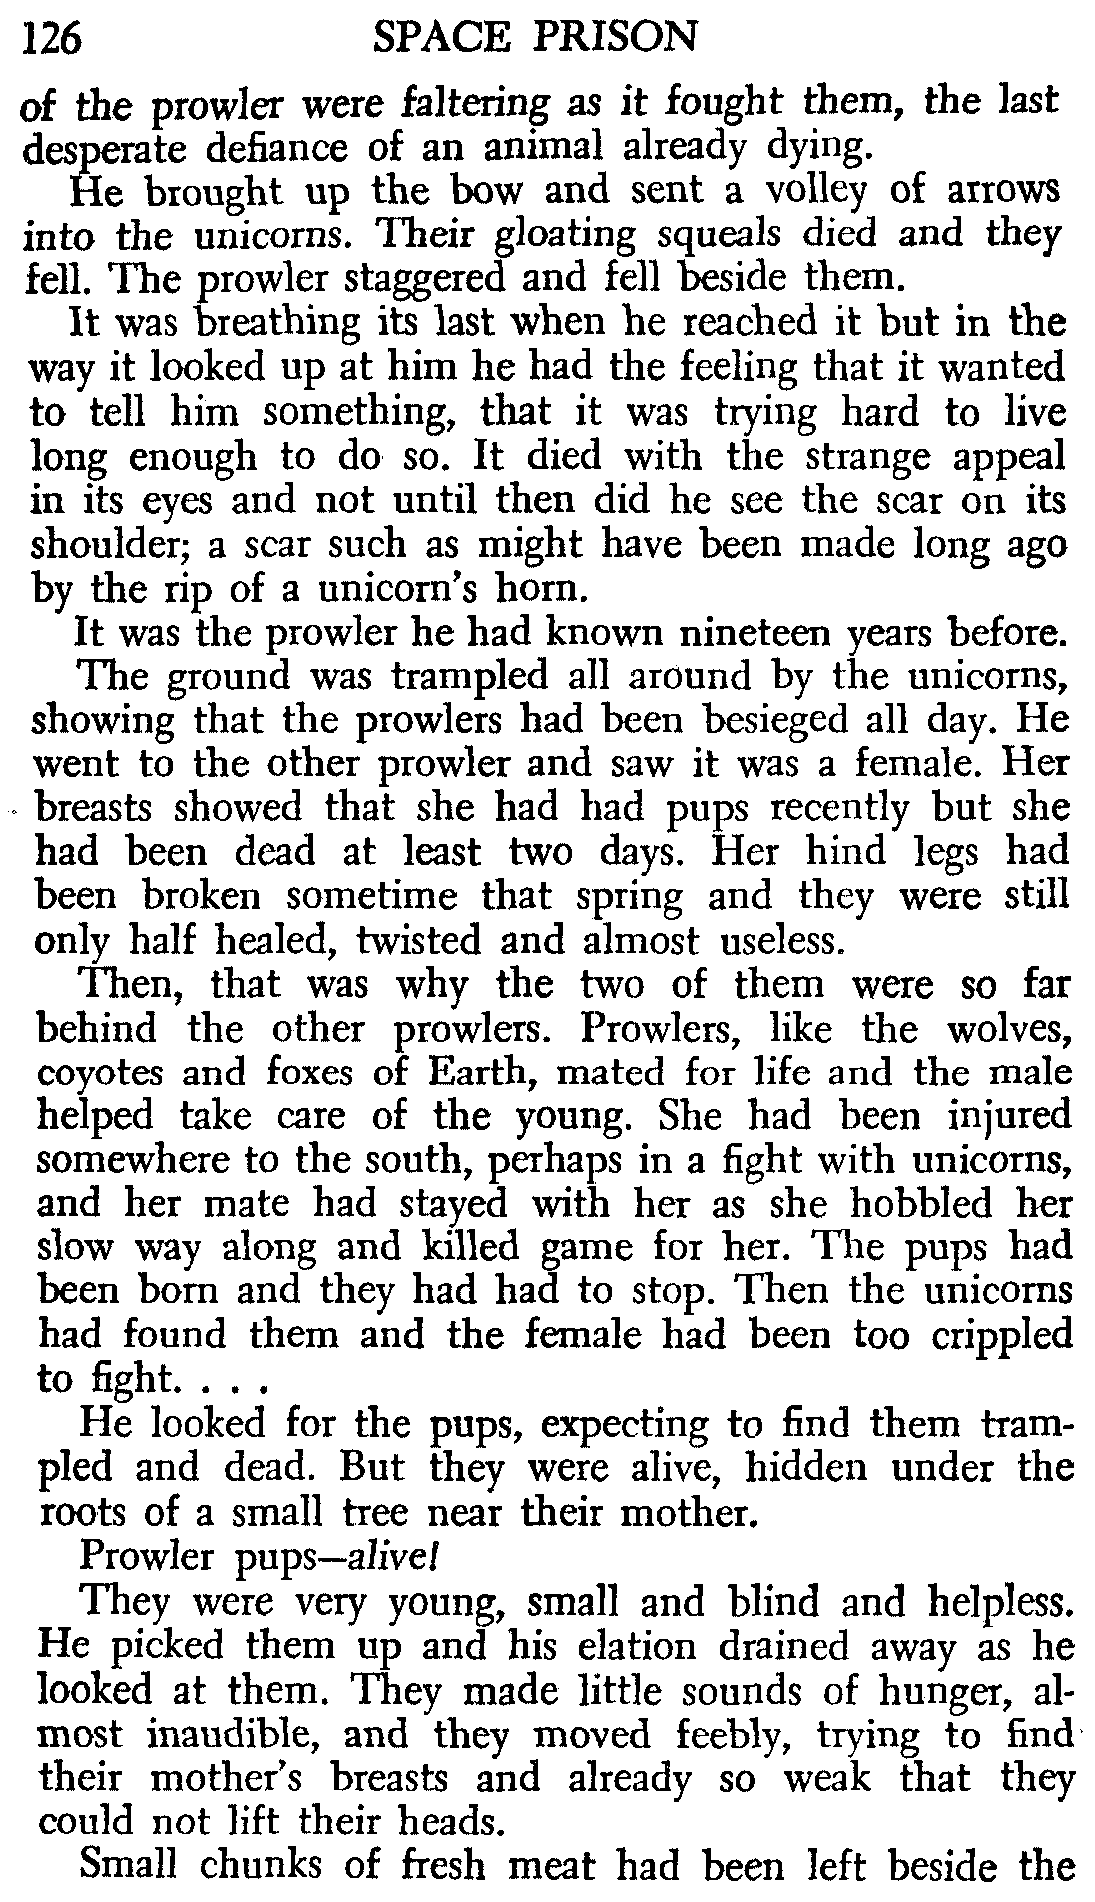 126 SPACE PRISON
of the prowler were faltering as it fought them, the last
desperate defiance of an animal already dying.
He brought up the bow and sent a volley of arrows
into the unicorns. Their gloating squeals died and they
fell. The prowler staggered and fell beside them.
It was breathing its last when he reached it but in the
way it looked up at him he had the feeling that it wanted
to tell him something, that it was trying hard to live
long enough to do so. It died with the strange appeal
in its eyes and not until then did he see the scar on its
shoulder; a scar such as might have been made long ago
by the rip of a unicorn's horn.
It was the prowler he had known nineteen years before.
The ground was trampled all around by the unicorns,
showing that the prowlers had been besieged all day. He
went to the other prowler and saw it was a female. Her
breasts showed that she had had pups recently but she
had been dead at least two days. Her hind legs had
been broken sometime that spring and they were still
only half healed, twisted and almost useless.
Then, that was why the two of them were so far
behind the other prowlers. Prowlers, like the wolves,
coyotes and foxes of Earth, mated for life and the male
helped take care of the young. She had been injured
somewhere to the south, perhaps in a fight with unicorns,
and her mate had stayed with her as she hobbled her
slow way along and killed game for her. The pups had
been born and they had had to stop. Then the unicorns
had found them and the female had been too crippled
to fight. . . .
He looked for the pups, expecting to find them tram-
pled and dead. But they were alive, hidden under the
roots of a small tree near their mother.
Prowler pups—alive!
They were very young, small and blind and helpless.
He picked them up and his elation drained away as he
looked at them. They made little sounds of hunger, al-
most inaudible, and they moved feebly, trying to find
their mother's breasts and already so weak that they
could not lift their heads.
Small chunks of fresh meat had been left beside the